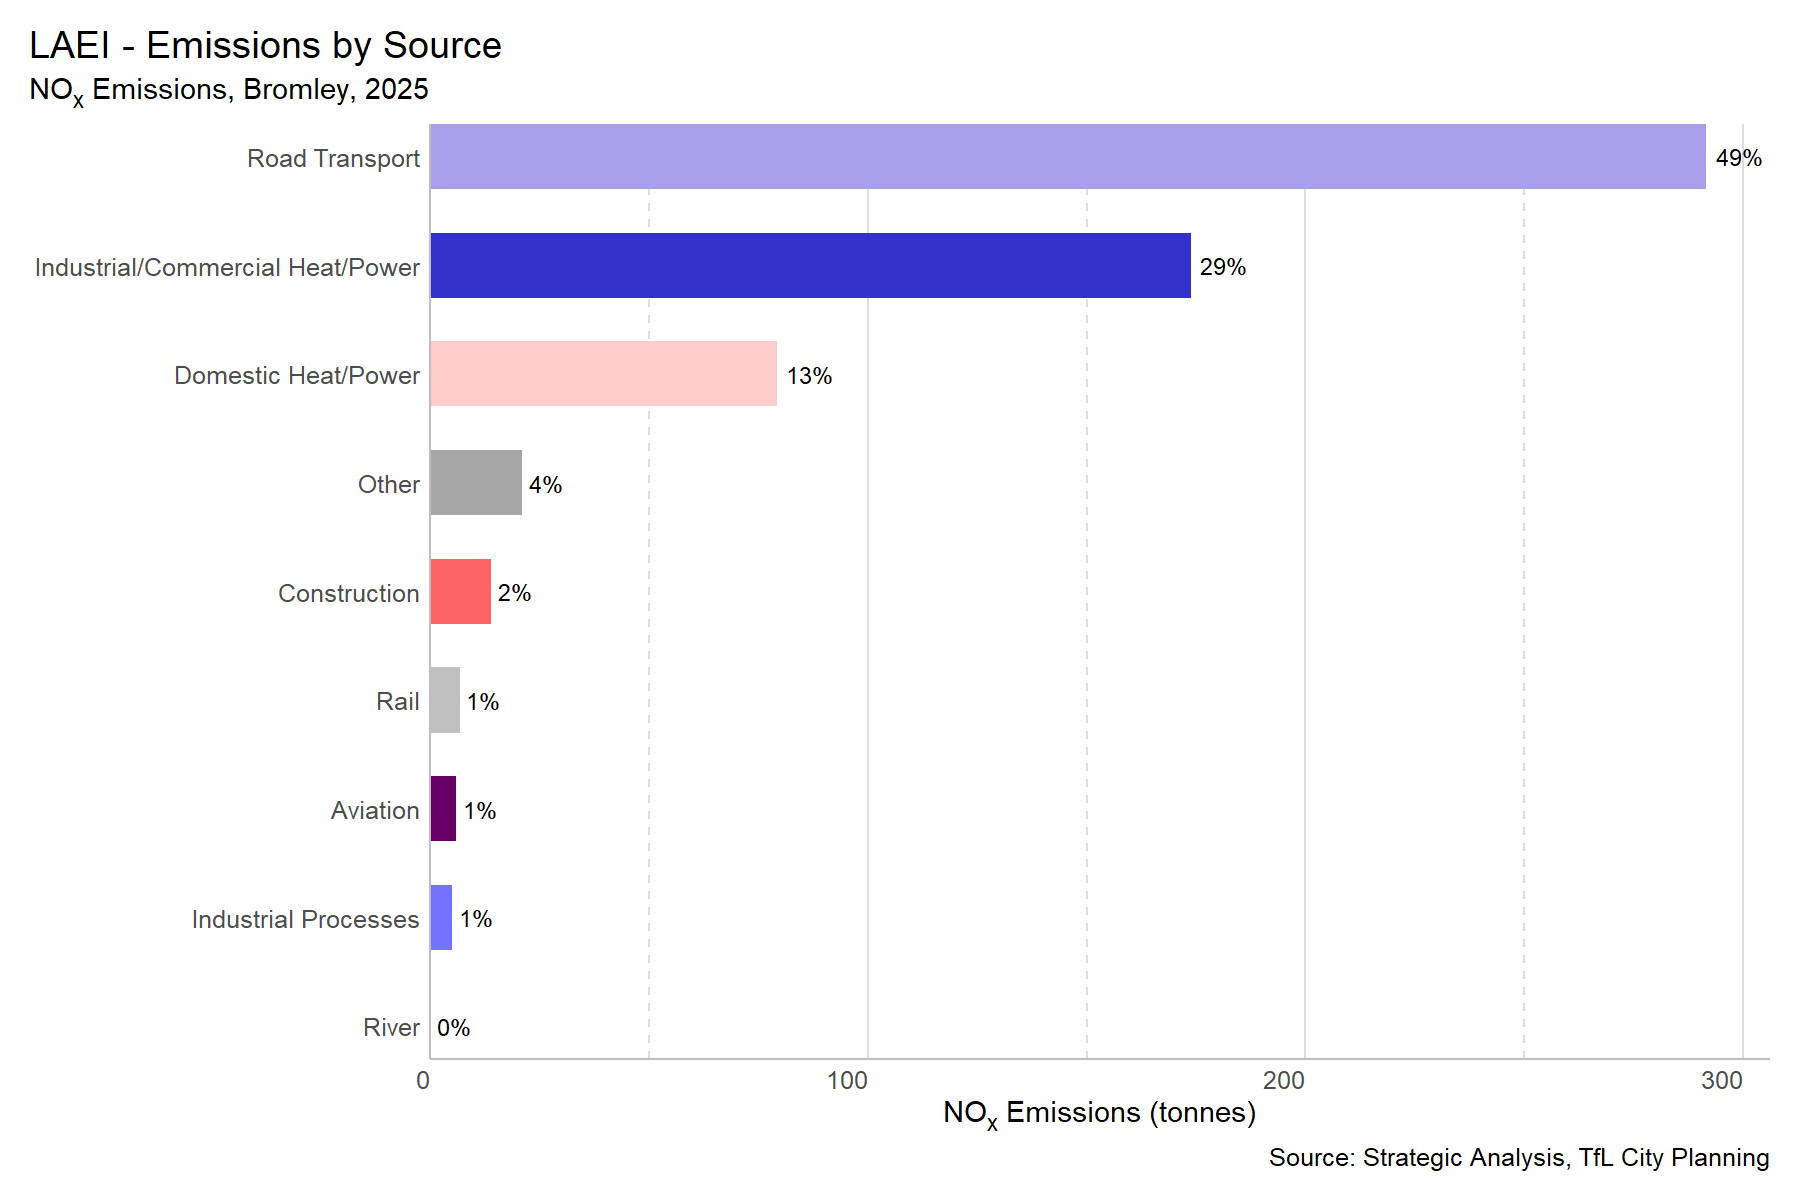 LAEI - Emissions by Source
NOx Emissions, Bromley, 2025
Road Transport 49%
Industrial/Commercial Heat/Power 29%
Domestic Heat/Power 13%
Other 4%
Construction 2%
Rail 1%
Aviation 1%
Industrial Processes 1%
River 0%
0 100 200 300
NOx Emissions (tonnes)
Source: Strategic Analysis, TfL City Planning